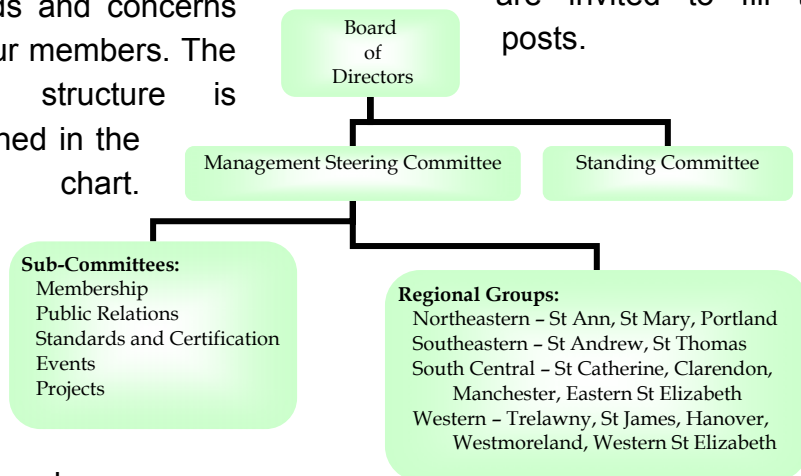 and concerns
members. The
structure is
in the
chart.
are invited to fill
posts.
Board
of
Directors
Management Steering Committee
Standing Committee
Sub-Committees:
Membership
Public Relations
Standards and Certification
Events
Projects
Regional Groups:
Northeastern – St Ann, St Mary, Portland
Southeastern – St Andrew, St Thomas
South Central – St Catherine, Clarendon,
Manchester, Eastern St Elizabeth
Western – Trelawny, St James, Hanover,
Westmoreland, Western St Elizabeth